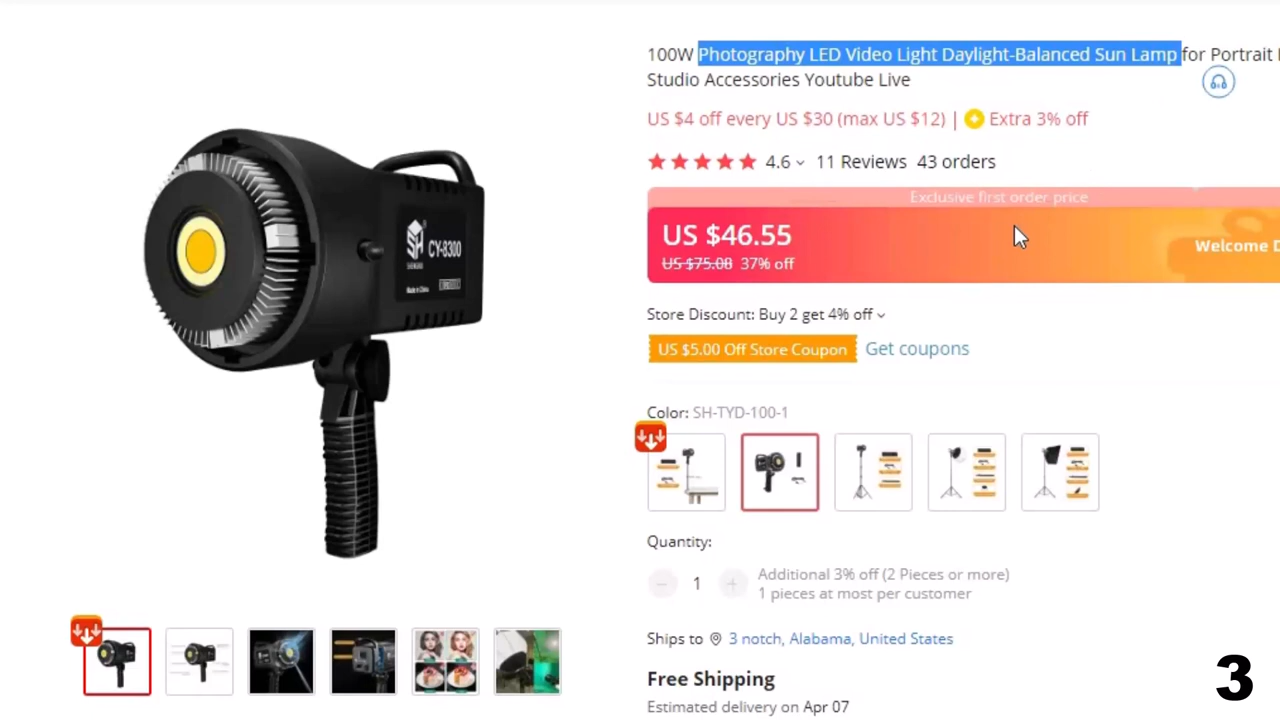 100W Photography LED Video Light Daylight-Balanced Sun Lamp for Portrait
Studio Accessories Youtube Live
US $4 off every US $30 (max US $12) | Extra 3% off
4.6 11 Reviews 43 orders
Exclusive first order price
US $46.55
Welcome D
US $75.08 37% off
Store Discount: Buy 2 get 4% off
US $5.00 Off Store Coupon Get coupons
Color: SH-TYD-100-1
Quantity:
1
Additional 3% off (2 Pieces or more)
1 pieces at most per customer
Ships to 3 notch, Alabama, United States
Free Shipping
Estimated delivery on Apr 07
SH
SHENGHU
CY-8300
Made in China
3